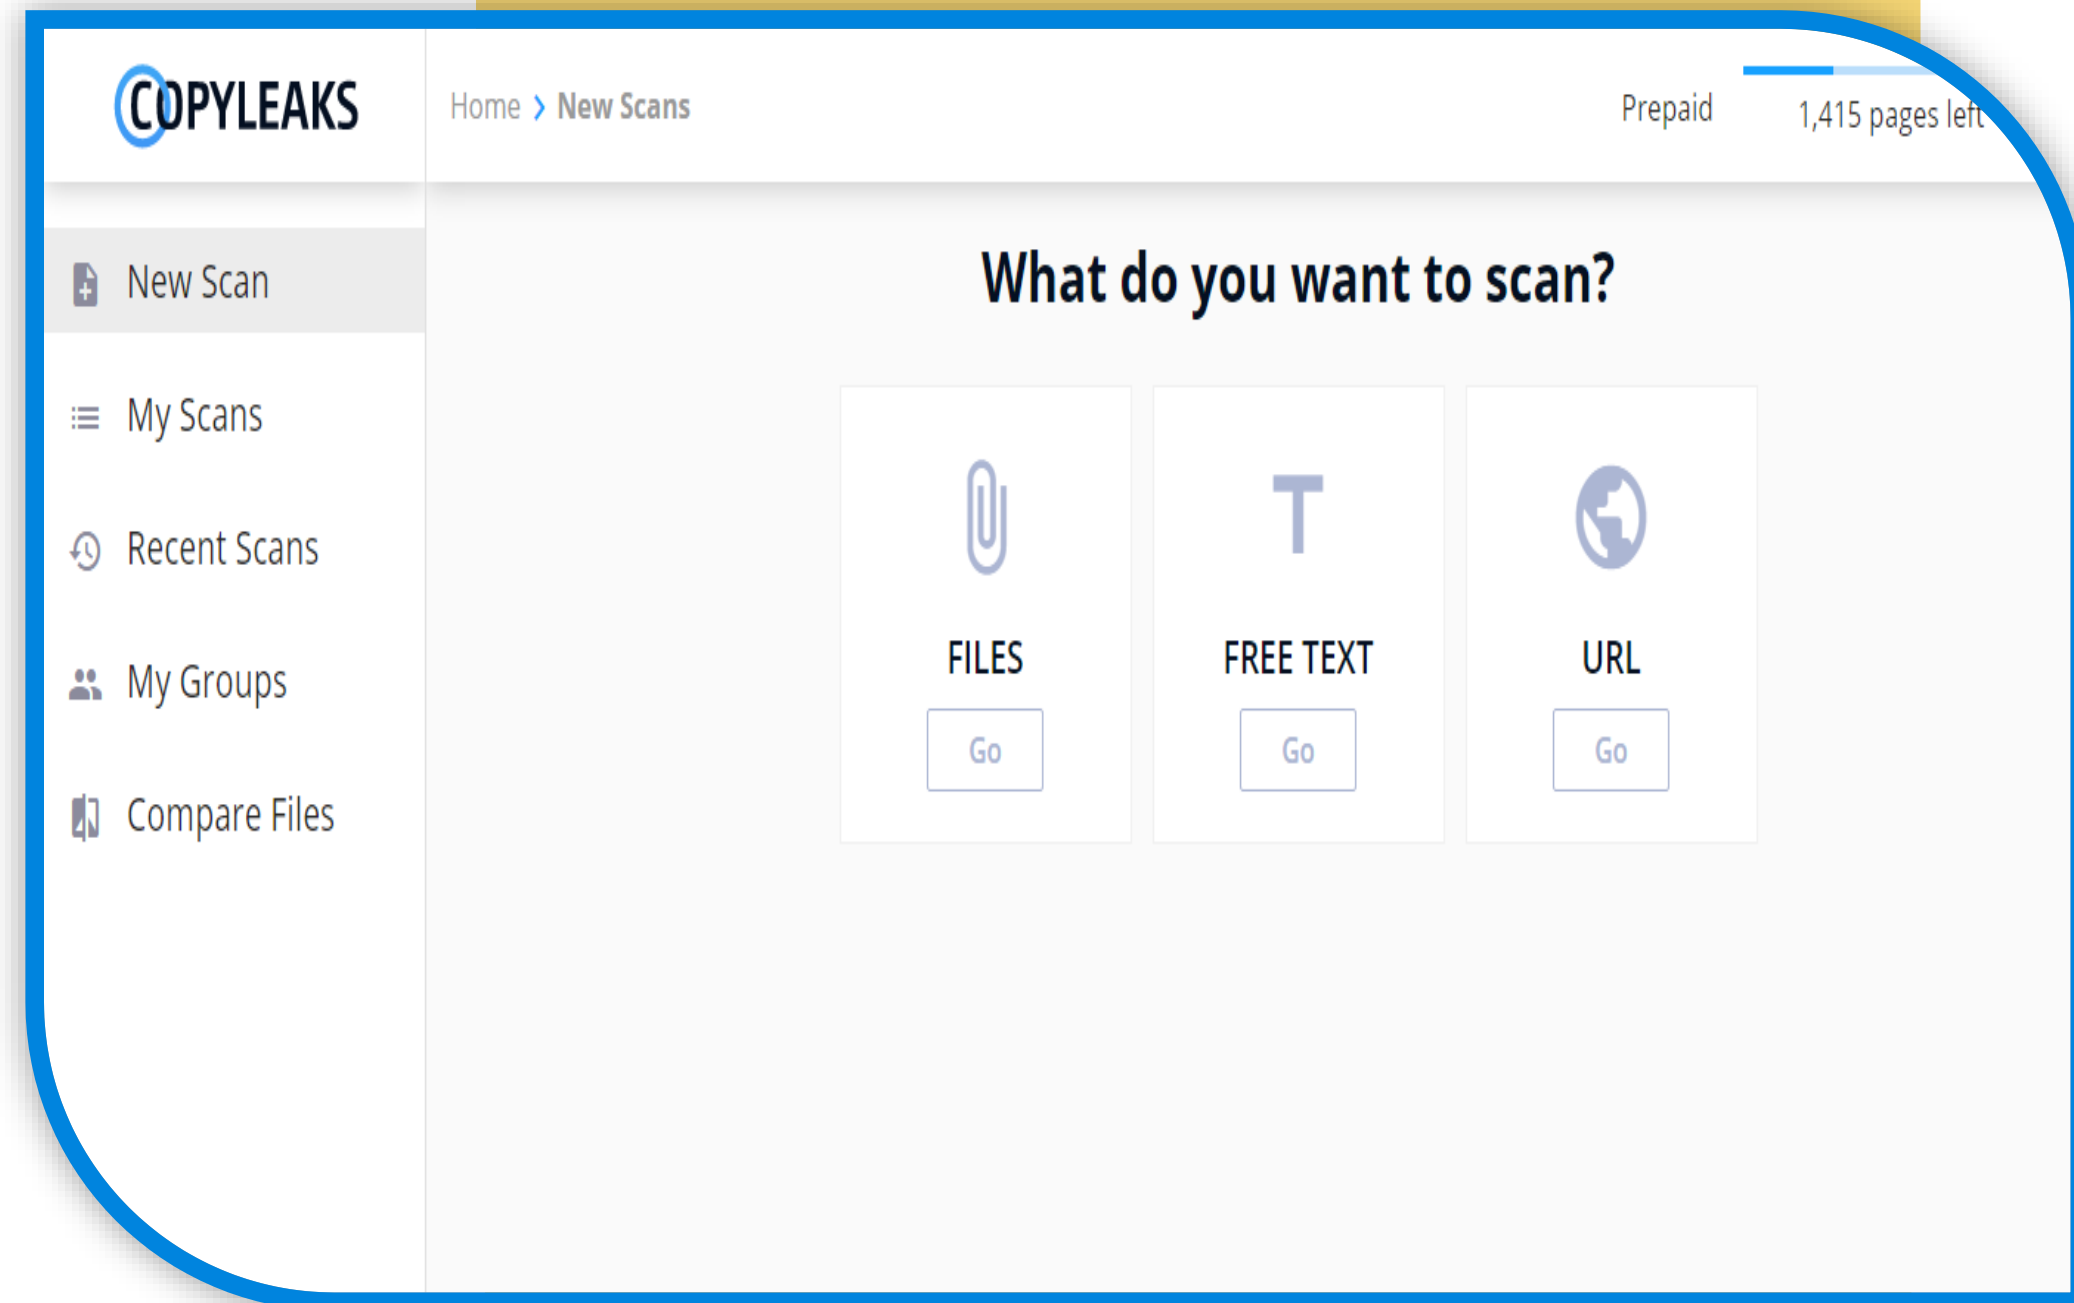 COPYLEAKS
Home > New Scans
Prepaid
1,415 pages left
New Scan
My Scans
Recent Scans
My Groups
Compare Files
What do you want to scan?
FILES
Go
T
FREE TEXT
Go
URL
Go